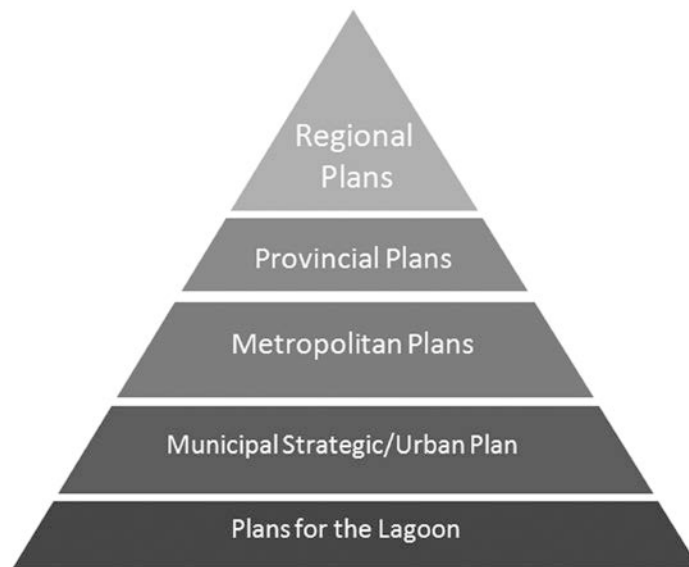 Regional
Plans
Provincial Plans
Metropolitan Plans
Municipal Strategic/Urban Plan
Plans for the Lagoon